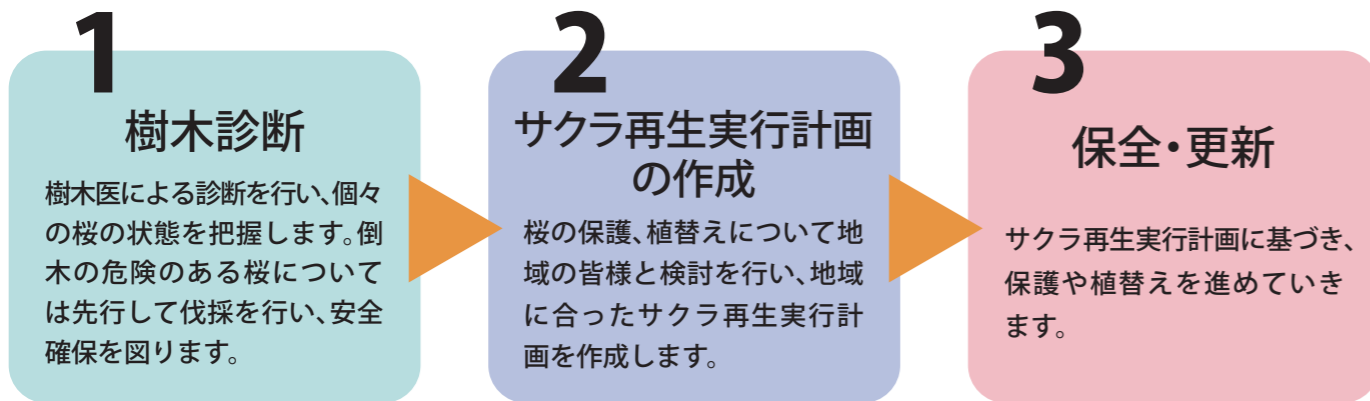 1
樹木診断
樹木医による診断を行い、個々
の桜の状態を把握します。倒
木の危険のある桜について
は先行して伐採を行い、安全
確保を図ります。
2
サクラ再生実行計画
の作成
桜の保護、植替えについて地
域の皆様と検討を行い、地域
に合ったサクラ再生実行計
画を作成します。
3
保全・更新
サクラ再生実行計画に基づき、
保護や植替えを進めていき
ます。